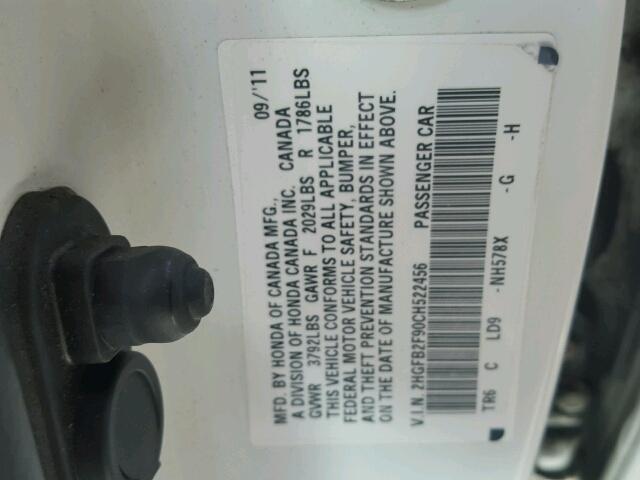 MFD. BY HONDA OF CANADA MFG., 09/'11
A DIVISION OF HONDA CANADA INC. CANADA
GVWR 3792LBS GAWR F 2029LBS R 1786LBS
THIS VEHICLE CONFORMS TO ALL APPLICABLE
FEDERAL MOTOR VEHICLE SAFETY, BUMPER,
AND THEFT PREVENTION STANDARDS IN EFFECT
ON THE DATE OF MANUFACTURE SHOWN ABOVE.
V.I.N. 2HGFB2F90CH522456 PASSENGER CAR
TR6 C LD9 -NH578X -G -H